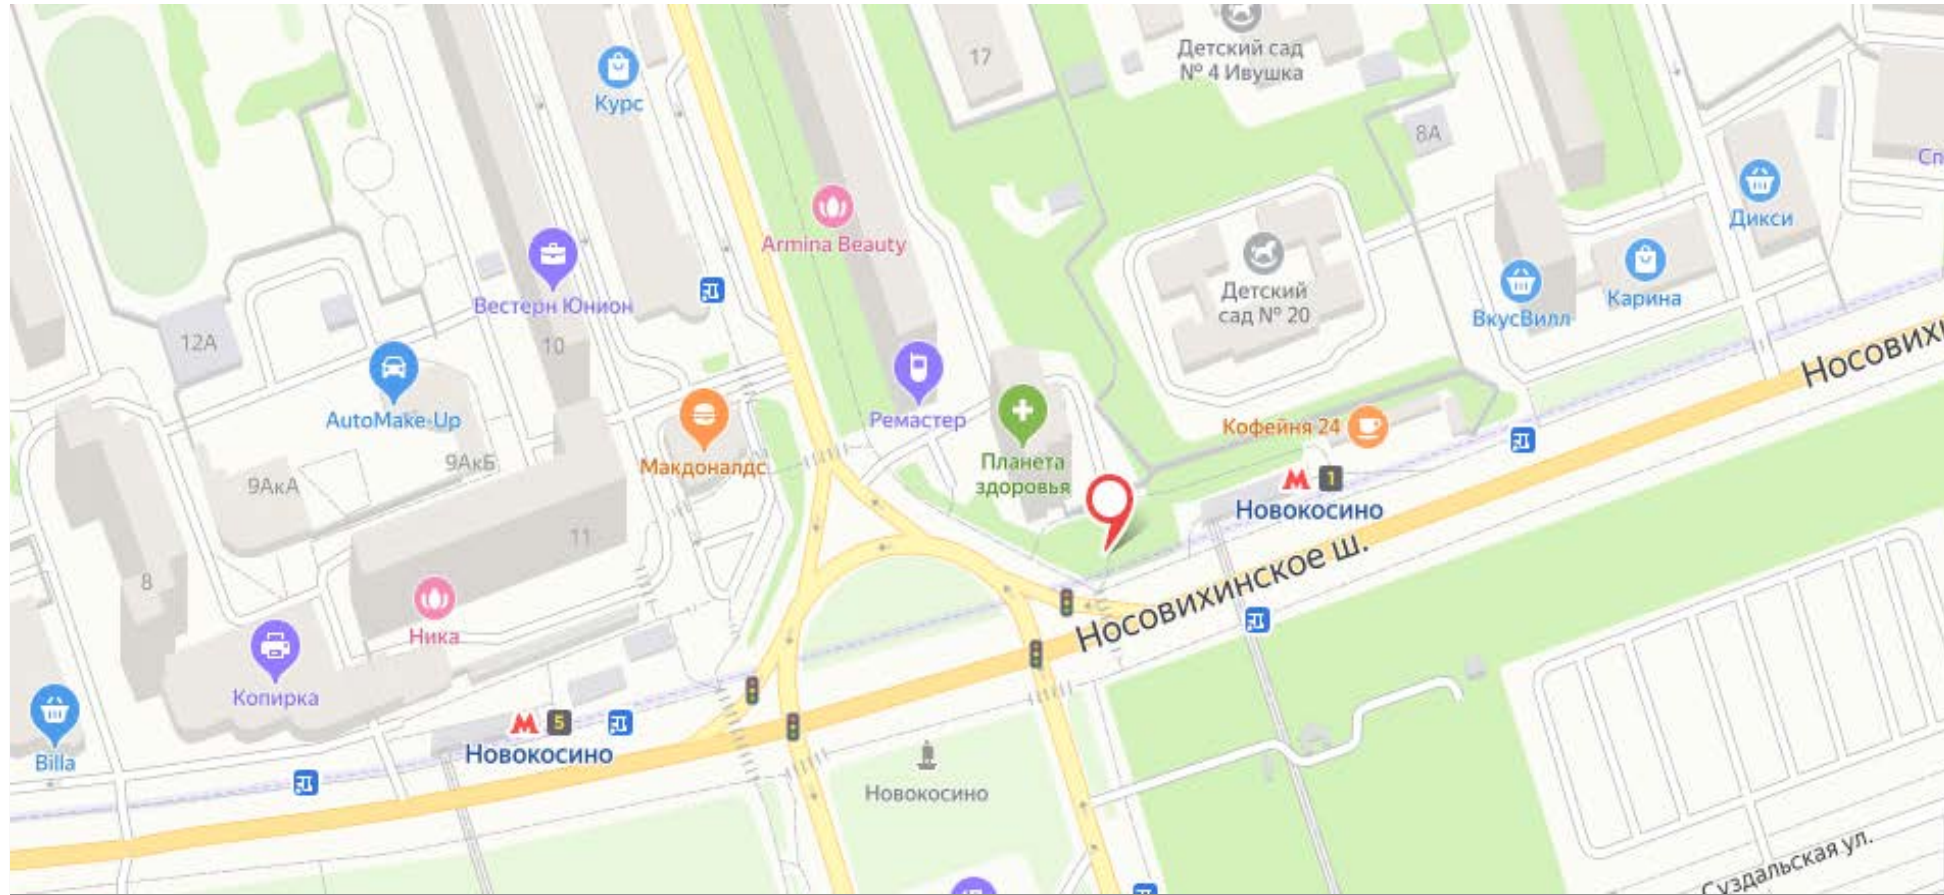 17
Детский сад
№ 4 Ивушка
Курс
8А
Сп
Дикси
Armina Beauty
Вестерн Юнион
Детский
сад № 20
ВкусВилл
Карина
12А
10
Носовихи
AutoMake-Up
Ремастер
Кофейня 24
Макдоналдс
9АкБ
9АкА
Планета
здоровья
М 1
Новокосино
11
8
Носовихинское ш.
Ника
Копирка
М 5
Новокосино
Billa
Новокосино
Суздальская ул.